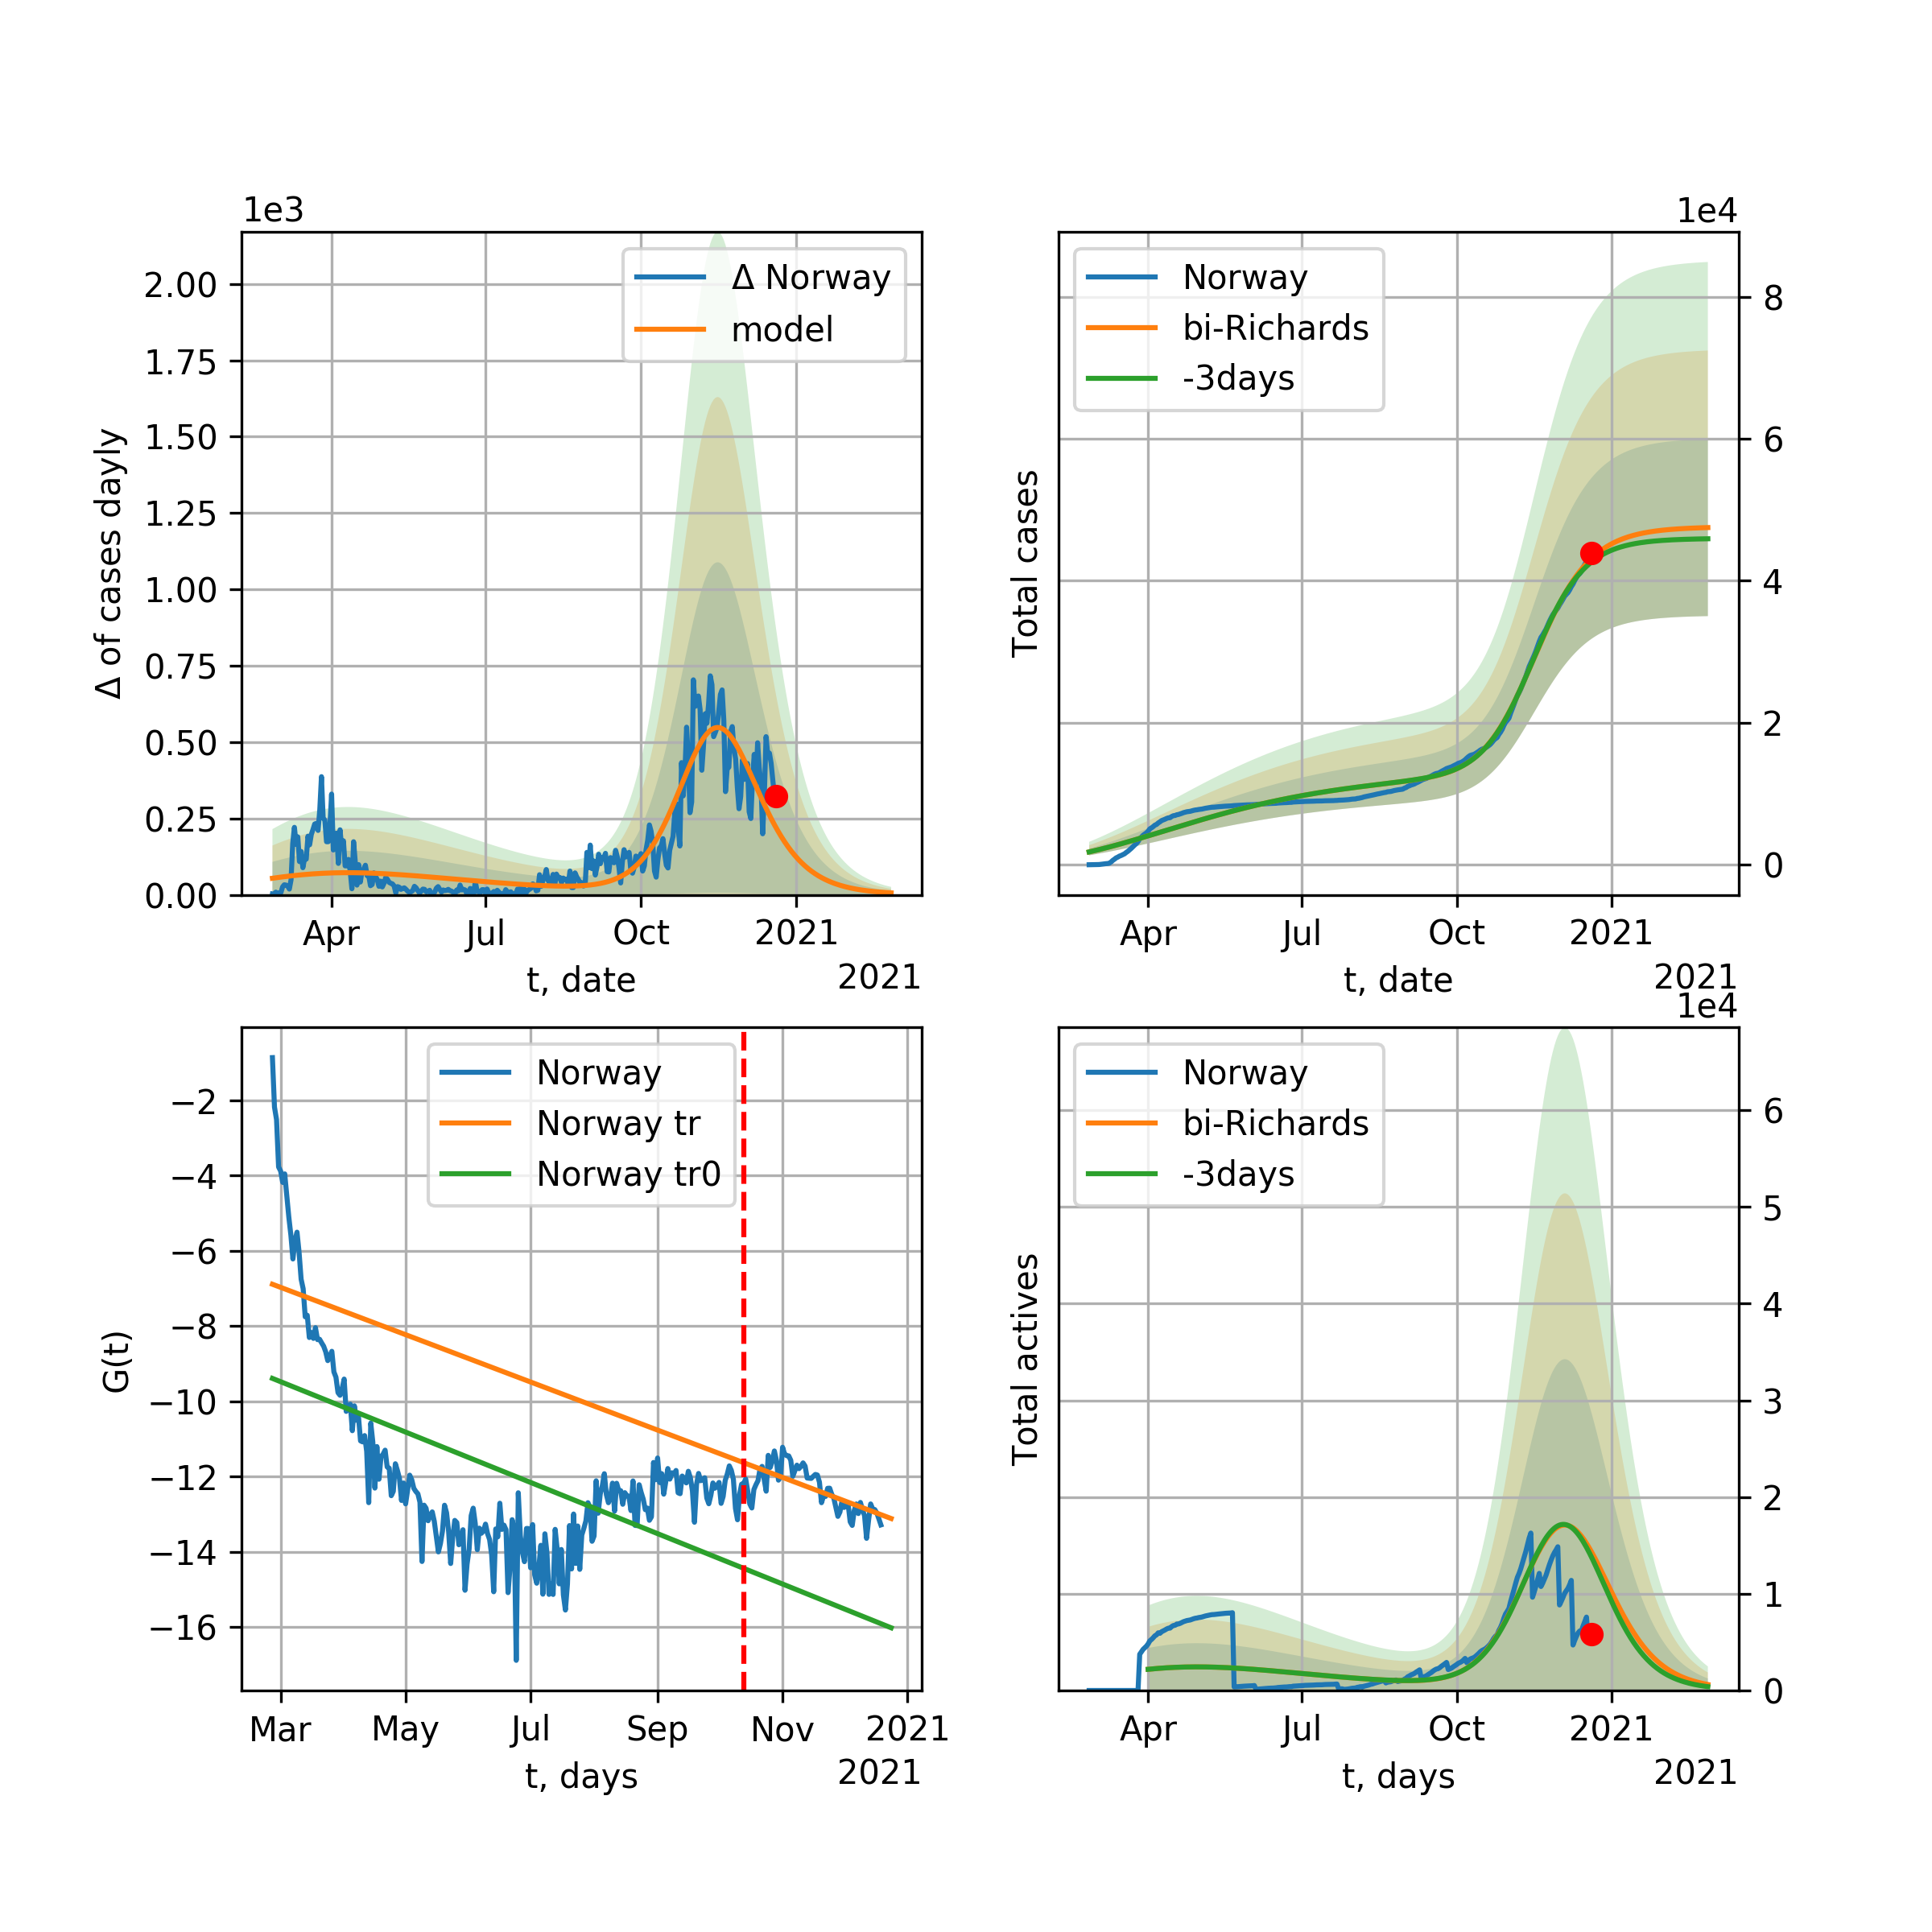 1e3
Δ of cases dayly
2.00
1.75
1.50
1.25
1.00
0.75
0.50
0.25
0.00
Δ Norway
model
Apr Jul Oct 2021
t, date
2021
1e4
Total cases
Norway
bi-Richards
-3days
8
6
4
2
0
Apr Jul Oct 2021
t, date
2021
G(t)
−2
−4
−6
−8
−10
−12
−14
−16
Norway
Norway tr
Norway tr0
Mar May Jul Sep Nov 2021
t, days
2021
1e4
Total actives
Norway
bi-Richards
-3days
6
5
4
3
2
1
0
Apr Jul Oct 2021
t, days
2021